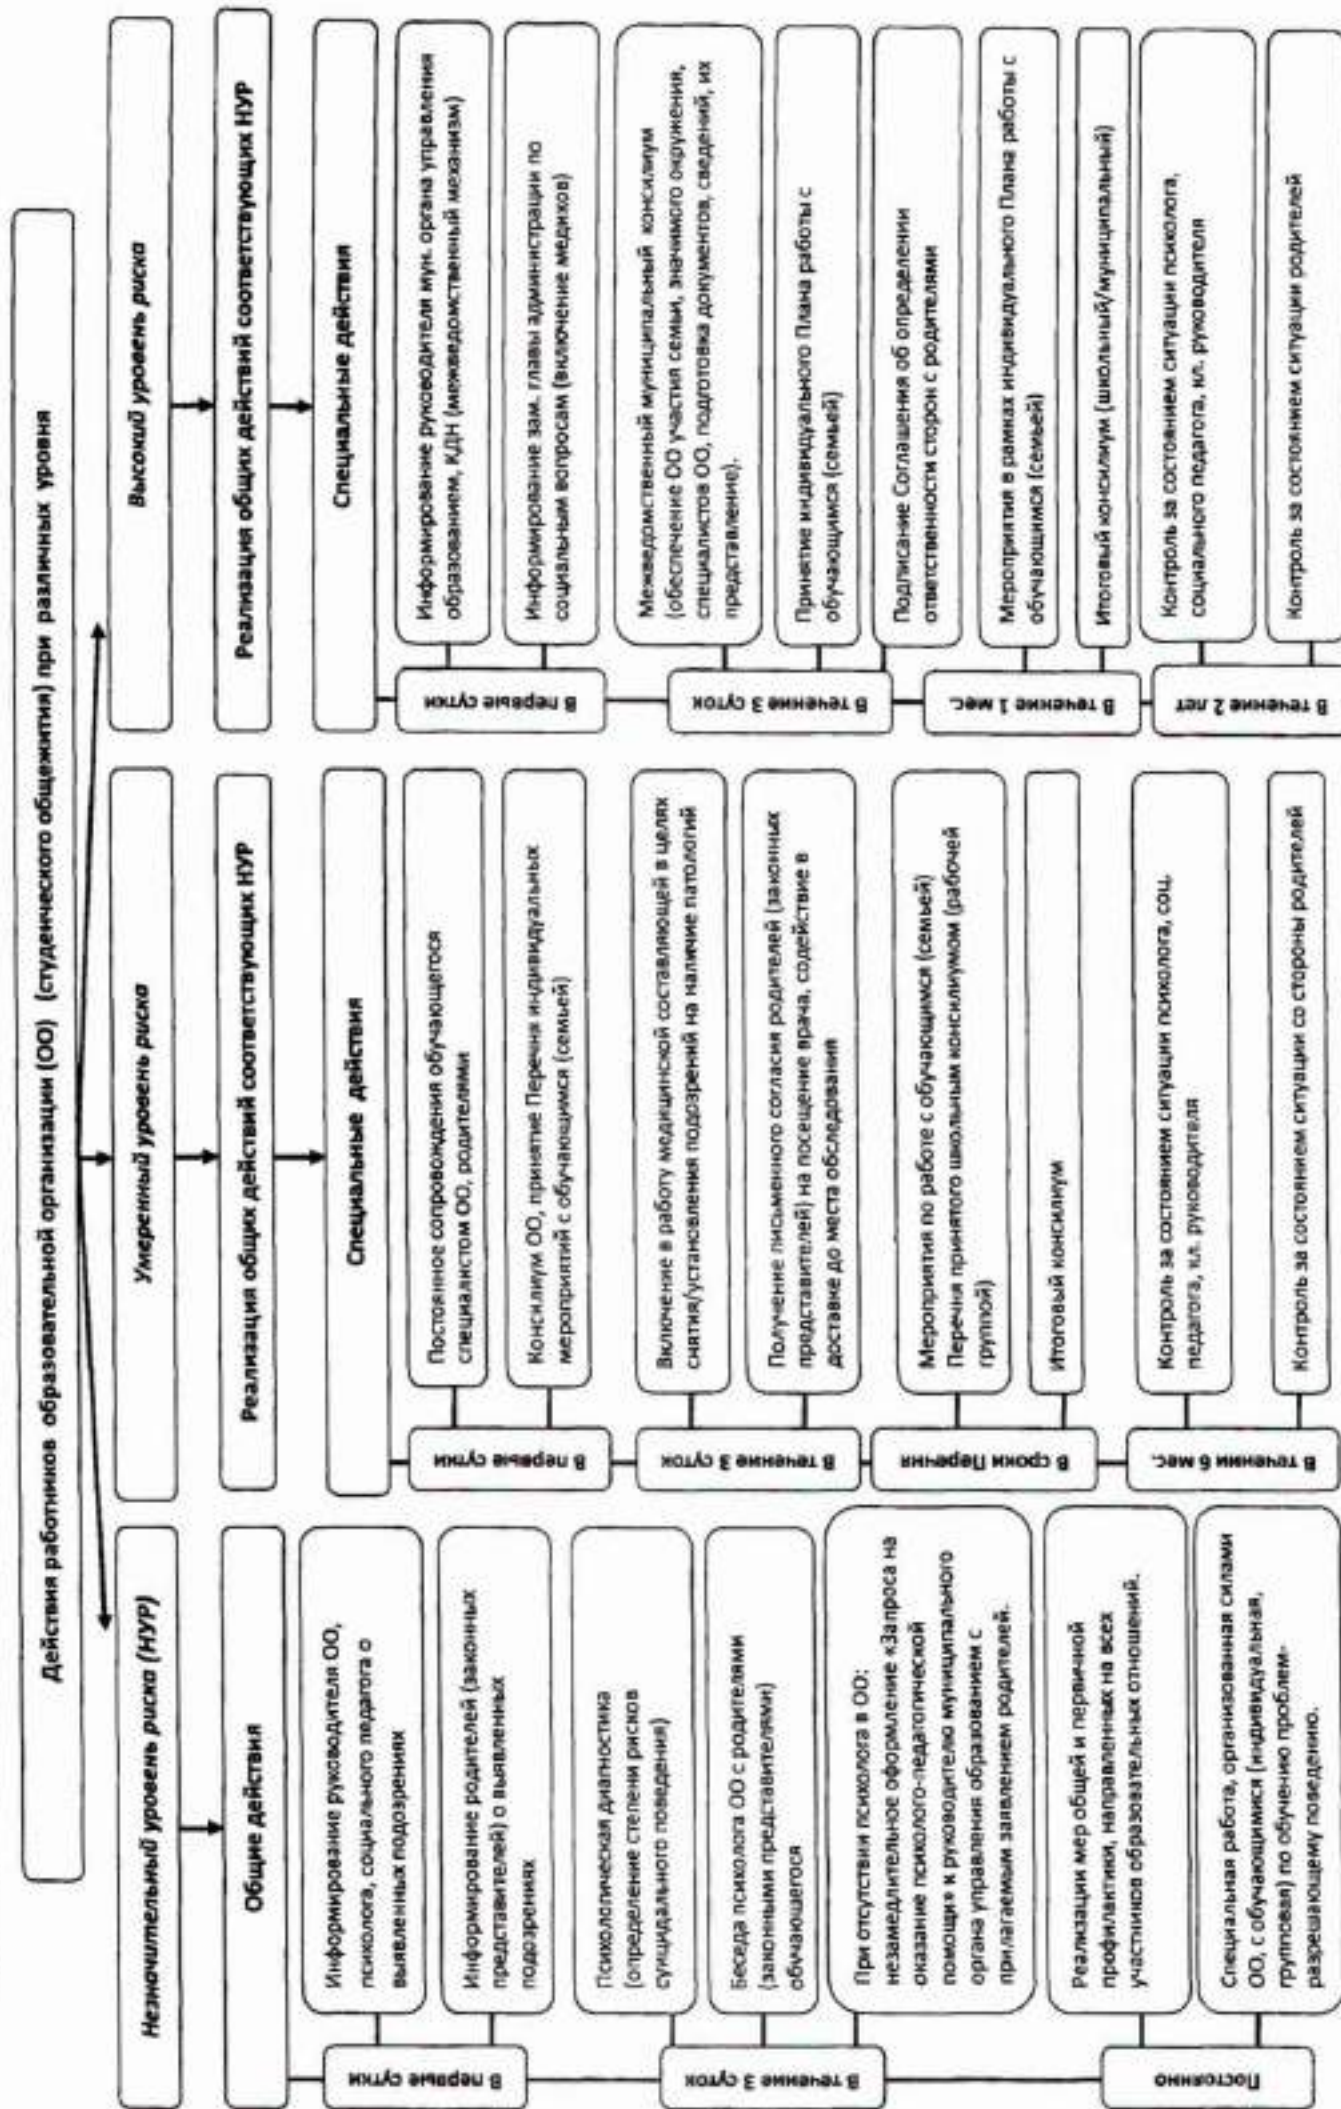 Действия работников образовательной организации (ОО) (студенческого общежития) при различных уровня
Незначительный уровень риска (НУР)
Общие действия
В первые сутки
Информирование руководителя ОО,
психолога, социального педагога о
выявленных подозрениях
Информирование родителей (законных
представителей) о выявленных
подозрениях
В течение 3 суток
Психологическая диагностика
(определение степени рисков
суицидального поведения)
Беседа психолога ОО с родителями
(законными представителями)
обучающегося
При отсутствии психолога в ОО:
незамедлительное оформление «Запроса на
оказание психолого-педагогической
помощи» к руководителю муниципального
органа управления образованием с
прилагаемым заявлением родителей.
Постоянно
Реализации мер общей и первичной
профилактики, направленных на всех
участников образовательных отношений.
Специальная работа, организованная силами
ОО, с обучающимися (индивидуальная,
групповая) по обучению проблем-
разрешающему поведению.
Умеренный уровень риска
Реализация общих действий соответствующих НУР
Специальные действия
В первые сутки
Постоянное сопровождения обучающегося
специалистом ОО, родителями
Консилиум ОО, принятие Перечня индивидуальных
мероприятий с обучающимся (семьей)
В течение 3 суток
Включение в работу медицинской составляющей в целях
снятия/установления подозрений на наличие патологий
Получение письменного согласия родителей (законных
представителей) на посещение врача, содействие в
доставке до места обследования
В сроки Перечня
Мероприятия по работе с обучающимся (семьей)
Перечня принятого школьным консилиумом (рабочей
группой)
Итоговый консилиум
В течении 6 мес.
Контроль за состоянием ситуации психолога, соц.
педагога, кл. руководителя
Контроль за состоянием ситуации со стороны родителей
Высокий уровень риска
Реализация общих действий соответствующих НУР
Специальные действия
В первые сутки
Информирование руководители мун. органа управления
образованием, КДН (межведомственный механизм)
Информирование зам. главы администрации по
социальным вопросам (включение медиков)
В течение 3 суток
Межведомственный муниципальный консилиум
(обеспечение ОО участия семьи, значимого окружения,
специалистов ОО, подготовка документов, сведений, их
представление).
Принятие индивидуального Плана работы с
обучающимся (семьей)
Подписание Соглашения об определении
ответственности сторон с родителями
В течение 1 мес.
Мероприятия в рамках индивидуального Плана работы с
обучающимся (семьей)
Итоговый консилиум (школьный/муниципальный)
В течение 2 лет
Контроль за состоянием ситуации психолога,
социального педагога, кл. руководителя
Контроль за состоянием ситуации родителей